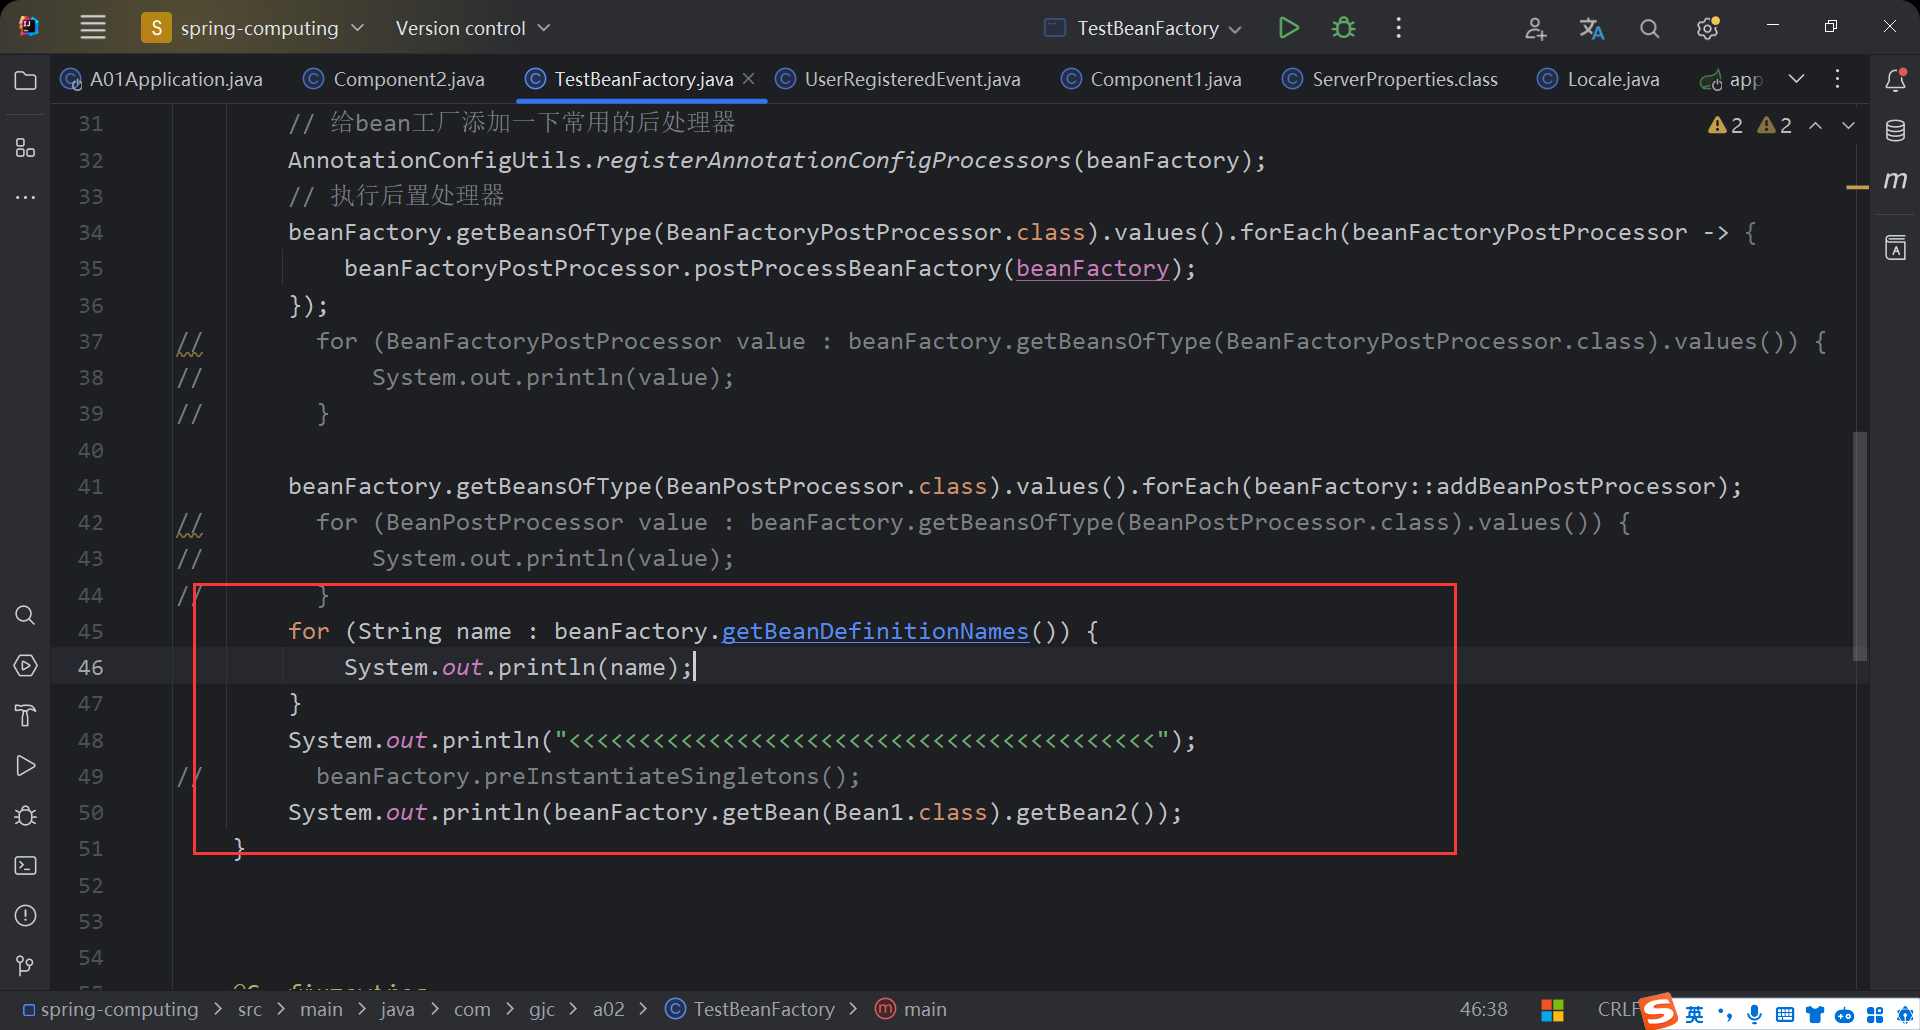 S spring-computing Version control TestBeanFactory
A01Application.java Component2.java TestBeanFactory.java UserRegisteredEvent.java Component1.java ServerProperties.class Locale.java app
2 2
31 // 给bean工厂添加一下常用的后处理器
32 AnnotationConfigUtils.registerAnnotationConfigProcessors(beanFactory);
33 // 执行后置处理器
34 beanFactory.getBeansOfType(BeanFactoryPostProcessor.class).values().forEach(beanFactoryPostProcessor -> {
35 beanFactoryPostProcessor.postProcessBeanFactory(beanFactory);
36 });
37 // for (BeanFactoryPostProcessor value : beanFactory.getBeansOfType(BeanFactoryPostProcessor.class).values()) {
38 // System.out.println(value);
39 // }
40
41 beanFactory.getBeansOfType(BeanPostProcessor.class).values().forEach(beanFactory::addBeanPostProcessor);
42 // for (BeanPostProcessor value : beanFactory.getBeansOfType(BeanPostProcessor.class).values()) {
43 // System.out.println(value);
44 // }
45 for (String name : beanFactory.getBeanDefinitionNames()) {
46 System.out.println(name);
47 }
48 System.out.println("<<<<<<<<<<<<<<<<<<<<<<<<<<<<<<<<<<<<<<<<<<");
49 // beanFactory.preInstantiateSingletons();
50 System.out.println(beanFactory.getBean(Bean1.class).getBean2());
51 }
52
53
54
spring-computing > src > main > java > com > gjc > a02 > TestBeanFactory > main 46:38 CRLF 英